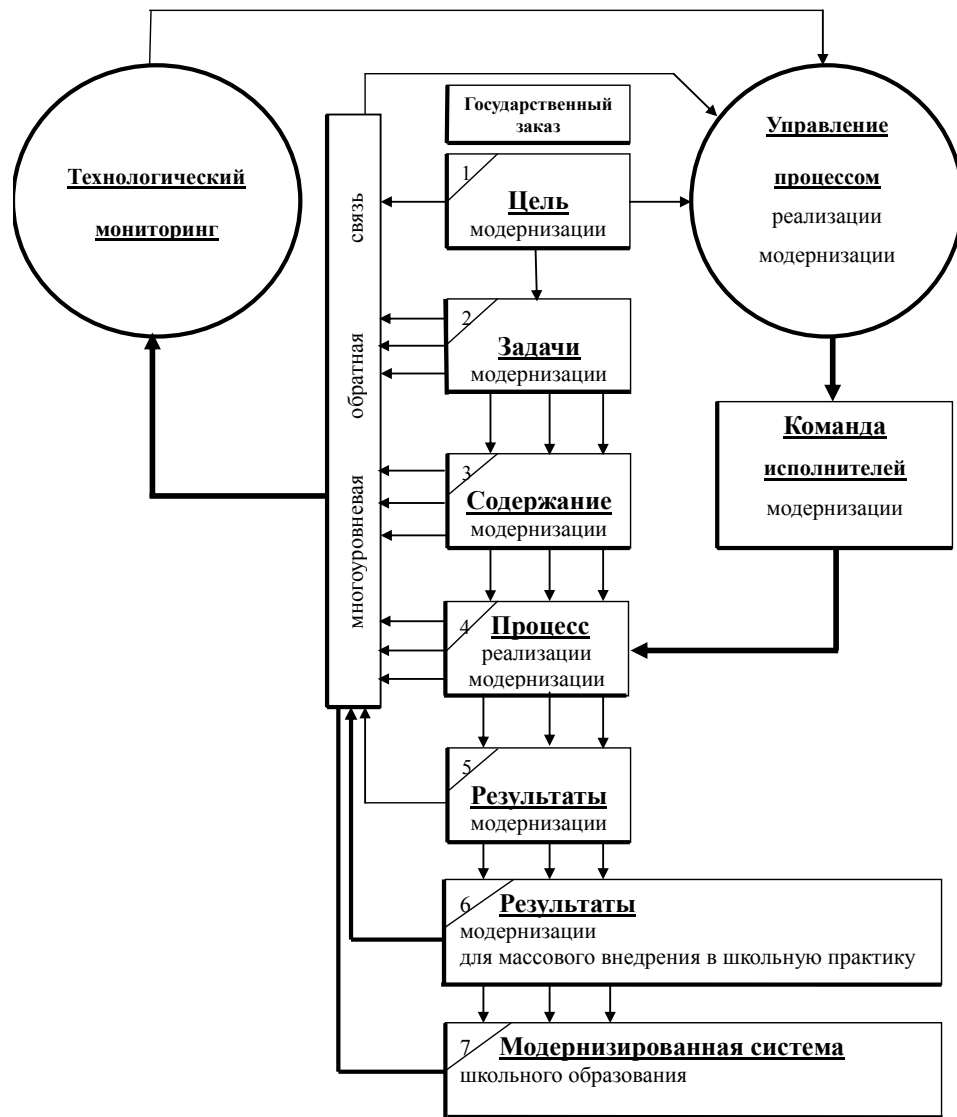 Государственный
заказ
Технологический
мониторинг
многоуровневая обратная связь
1
Цель
модернизации
Управление
процессом
реализации
модернизации
2
Задачи
модернизации
Команда
исполнителей
модернизации
3
Содержание
модернизации
4
Процесс
реализации
модернизации
5
Результаты
модернизации
6 Результаты
модернизации
для массового внедрения в школьную практику
7 Модернизированная система
школьного образования